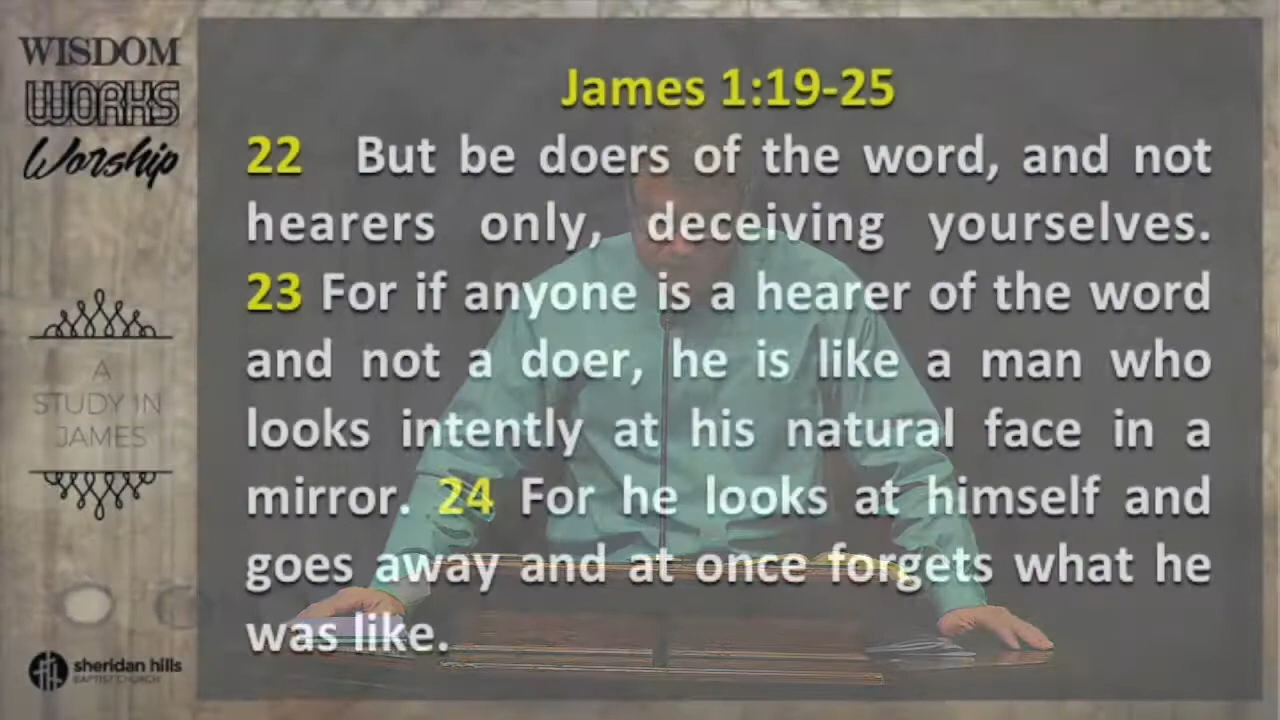 WISDOM
WORKS
Worship
A
STUDY IN
JAMES
sheridan hills
BAPTIST CHURCH
James 1:19-25
22 But be doers of the word, and not
hearers only, deceiving yourselves.
23 For if anyone is a hearer of the word
and not a doer, he is like a man who
looks intently at his natural face in a
mirror. 24 For he looks at himself and
goes away and at once forgets what he
was like.